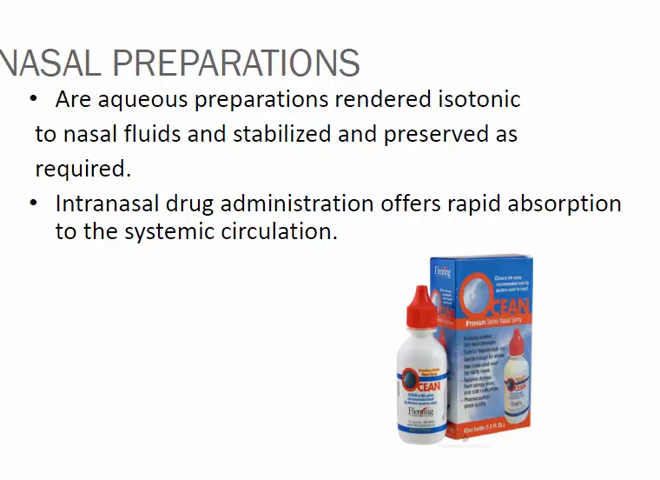 NASAL PREPARATIONS
• Are aqueous preparations rendered isotonic
to nasal fluids and stabilized and preserved as
required.
• Intranasal drug administration offers rapid absorption
to the systemic circulation.
Fleming
OCEAN
Premium Saline Nasal Spray
OCEAN
Fleming